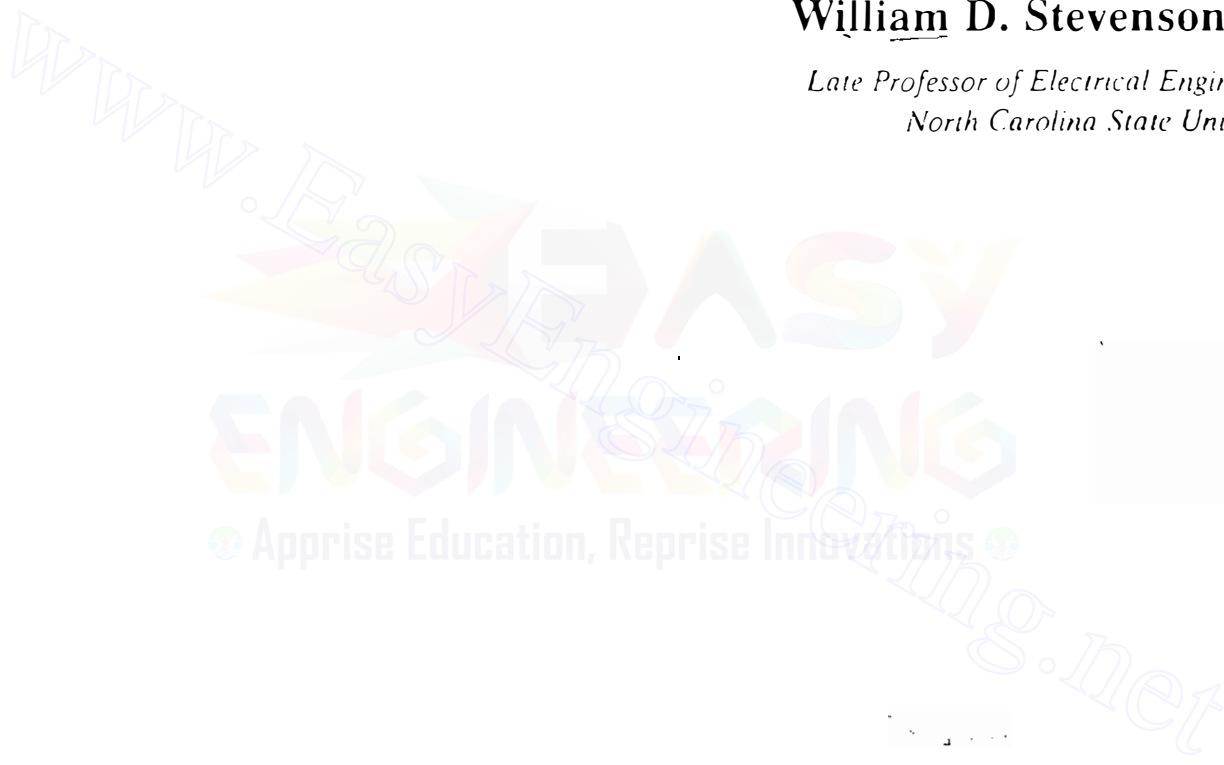 William D. Stevenson
Late Professor of Electrical Engin
North Carolina State Uni
www.EasyEngineering.net
EASY
ENGINEERING
Apprise Education, Reprise Innovations